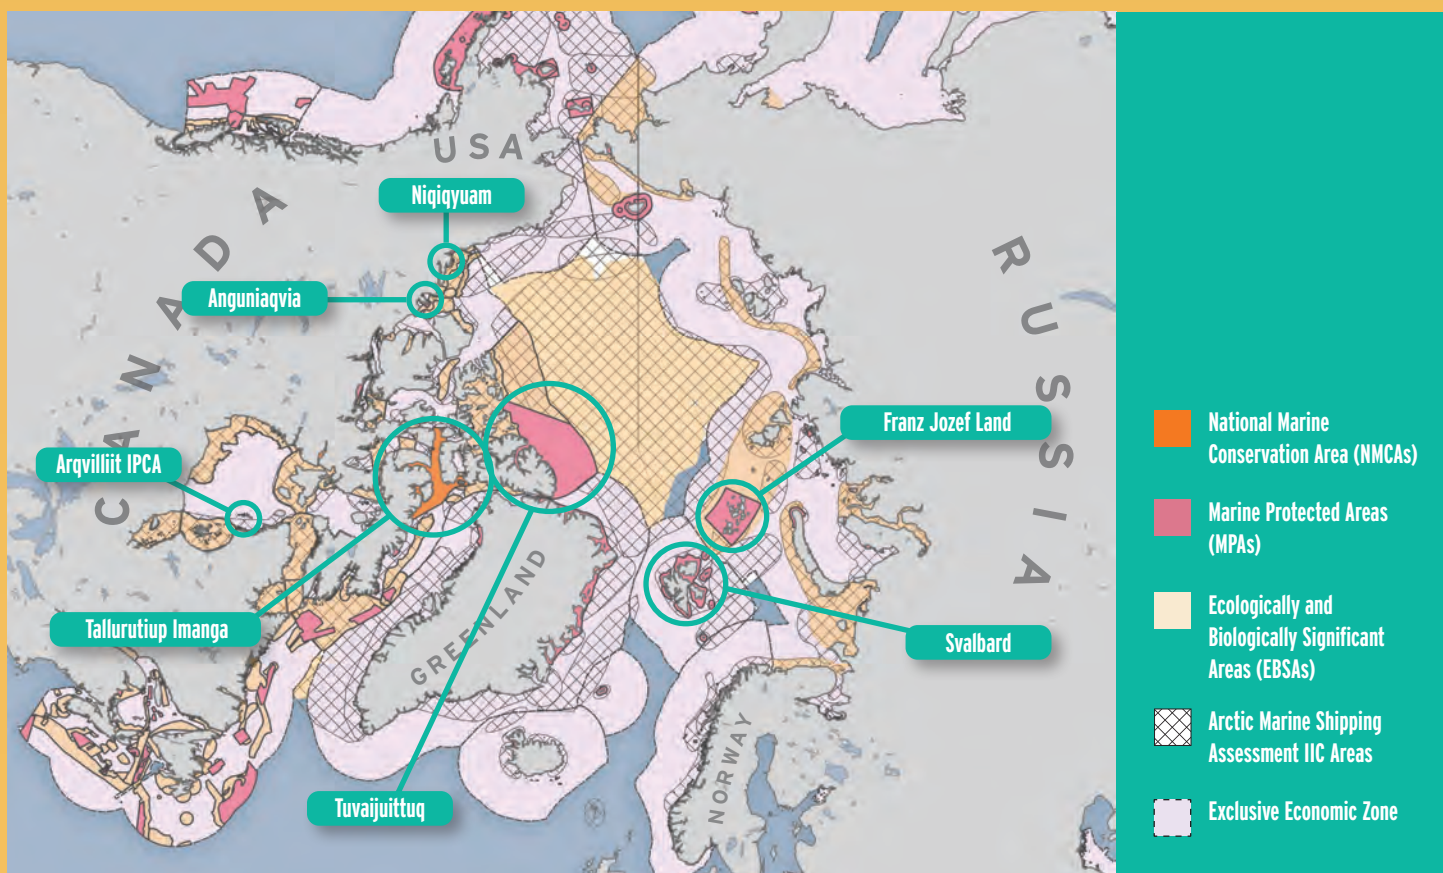 USA
CANADA
RUSSIA
GREENLAND
NORWAY
Niqiqyuam
Anguniaqvia
Arqvilliit IPCA
Tallurutiup Imanga
Tuvaijuittuq
Franz Jozef Land
Svalbard
National Marine
Conservation Area (NMCAs)
Marine Protected Areas
(MPAs)
Ecologically and
Biologically Significant
Areas (EBSAs)
Arctic Marine Shipping
Assessment IIC Areas
Exclusive Economic Zone